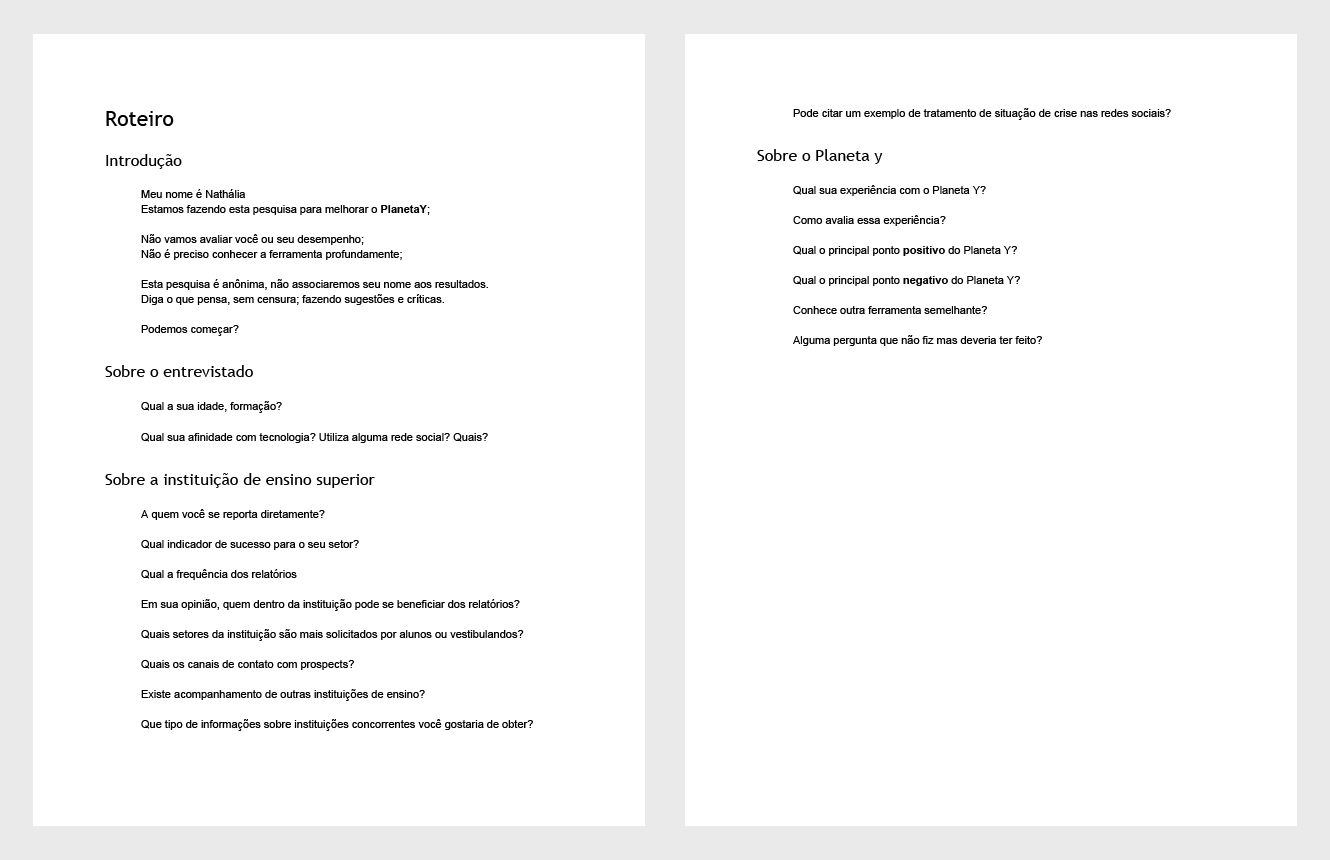 Roteiro
Introdução
Meu nome é Nathália
Estamos fazendo esta pesquisa para melhorar o PlanetaY;
Não vamos avaliar você ou seu desempenho;
Não é preciso conhecer a ferramenta profundamente;
Esta pesquisa é anônima, não associaremos seu nome aos resultados.
Diga o que pensa, sem censura; fazendo sugestões e críticas.
Podemos começar?
Sobre o entrevistado
Qual a sua idade, formação?
Qual sua afinidade com tecnologia? Utiliza alguma rede social? Quais?
Sobre a instituição de ensino superior
A quem você se reporta diretamente?
Qual indicador de sucesso para o seu setor?
Qual a frequência dos relatórios
Em sua opinião, quem dentro da instituição pode se beneficiar dos relatórios?
Quais setores da instituição são mais solicitados por alunos ou vestibulandos?
Quais os canais de contato com prospects?
Existe acompanhamento de outras instituições de ensino?
Que tipo de informações sobre instituições concorrentes você gostaria de obter?
Pode citar um exemplo de tratamento de situação de crise nas redes sociais?
Sobre o Planeta y
Qual sua experiência com o Planeta Y?
Como avalia essa experiência?
Qual o principal ponto positivo do Planeta Y?
Qual o principal ponto negativo do Planeta Y?
Conhece outra ferramenta semelhante?
Alguma pergunta que não fiz mas deveria ter feito?